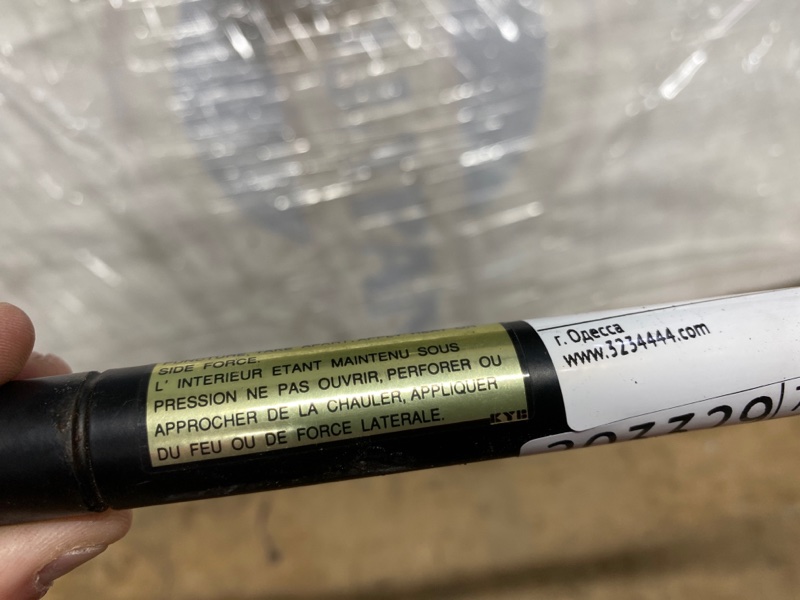 SIDE FORCE.
L' INTERIEUR ETANT MAINTENU SOUS
PRESSION NE PAS OUVRIR, PERFORER OU
APPROCHER DE LA CHAULER, APPLIQUER
DU FEU OU DE FORCE LATERALE.
KYB
г. Одесса
www.3234444.com